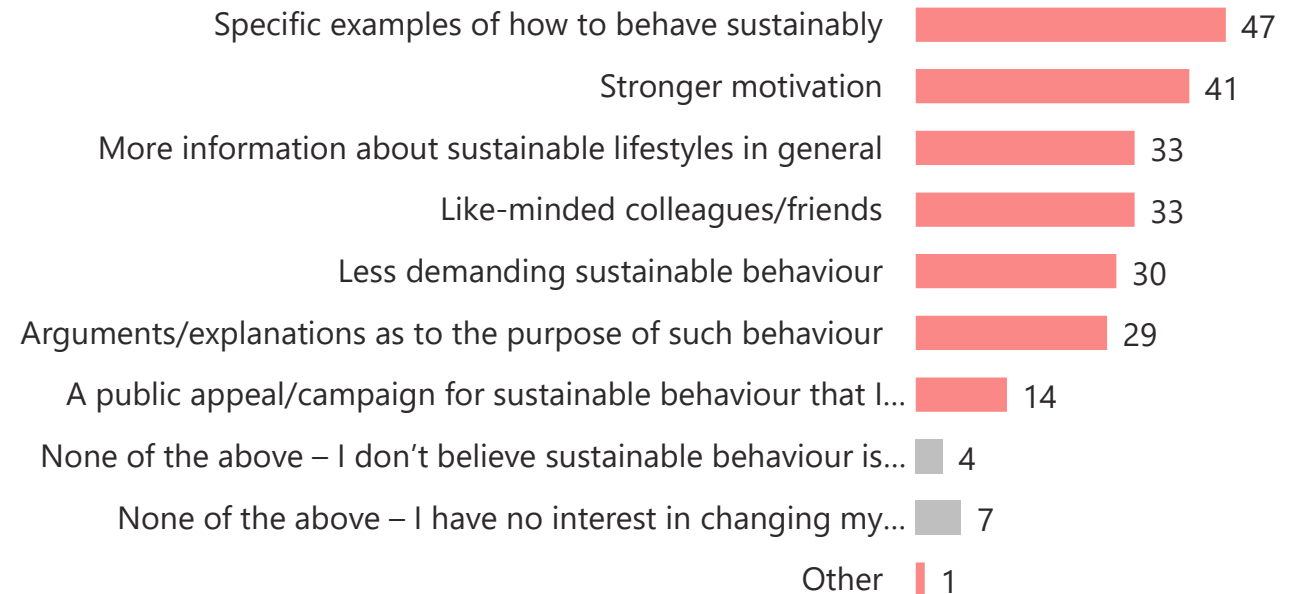 Specific examples of how to behave sustainably 47
Stronger motivation 41
More information about sustainable lifestyles in general 33
Like-minded colleagues/friends 33
Less demanding sustainable behaviour 30
Arguments/explanations as to the purpose of such behaviour 29
A public appeal/campaign for sustainable behaviour that I... 14
None of the above – I don’t believe sustainable behaviour is... 4
None of the above – I have no interest in changing my... 7
Other 1